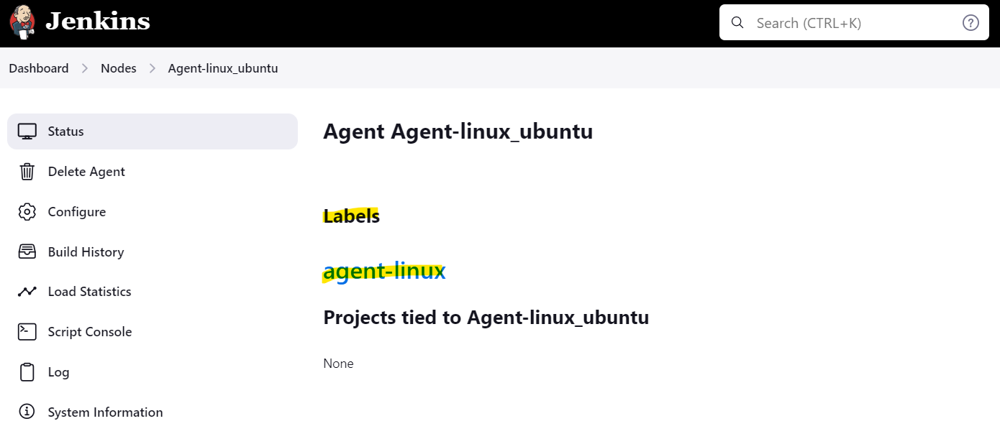 Jenkins
Search (CTRL+K)
Dashboard Nodes Agent-linux_ubuntu
Status
Delete Agent
Configure
Build History
Load Statistics
Script Console
Log
System Information
Agent Agent-linux_ubuntu
Labels
agent-linux
Projects tied to Agent-linux_ubuntu
None